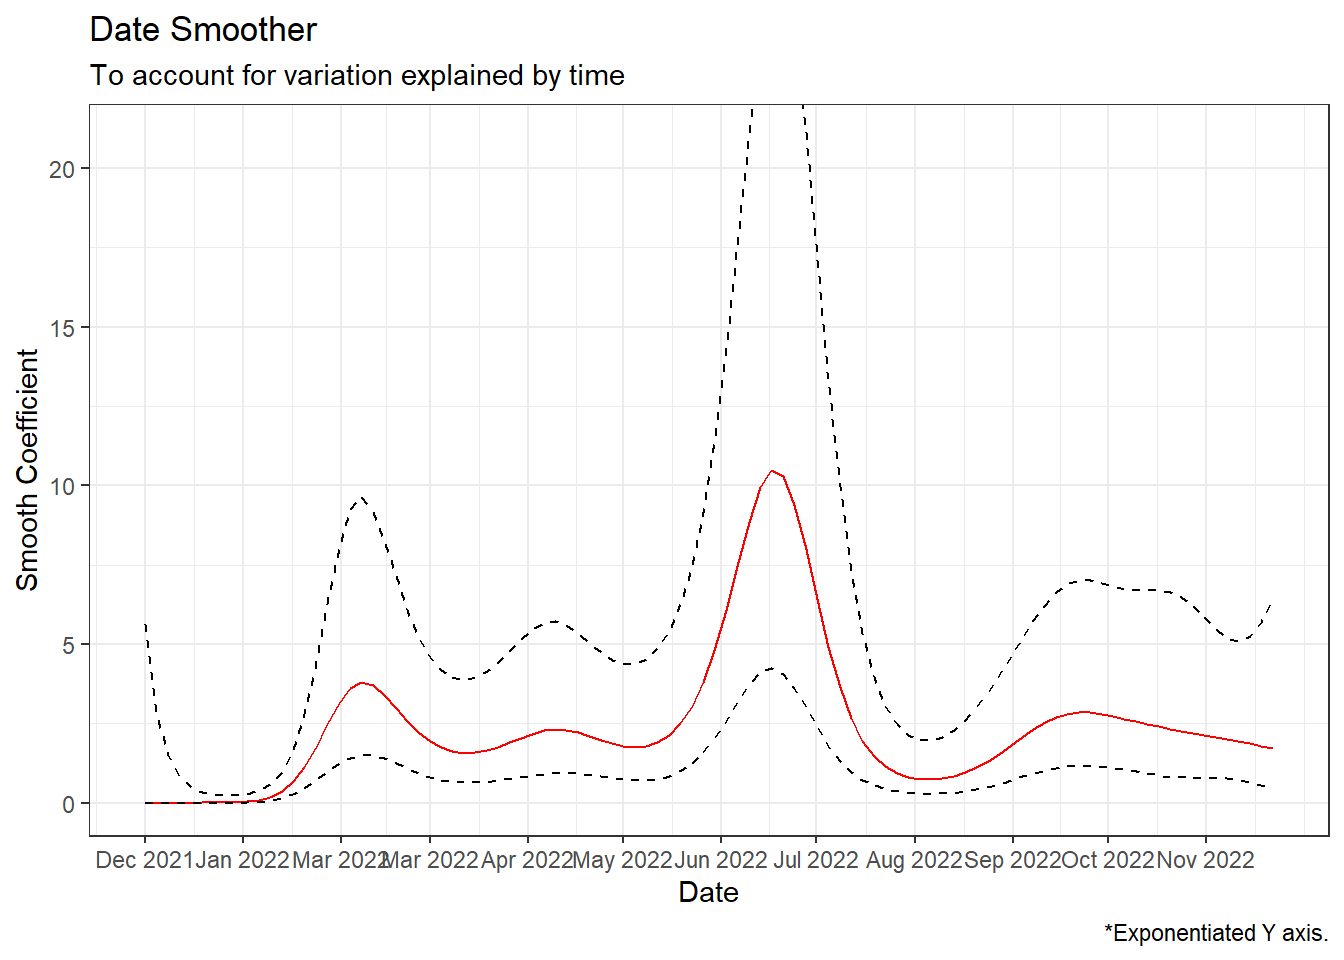 Date Smoother
To account for variation explained by time
20
15
10
5
0
Smooth Coefficient
Dec 2021 Jan 2022 Mar 2022 Mar 2022 Apr 2022 May 2022 Jun 2022 Jul 2022 Aug 2022 Sep 2022 Oct 2022 Nov 2022
Date
*Exponentiated Y axis.